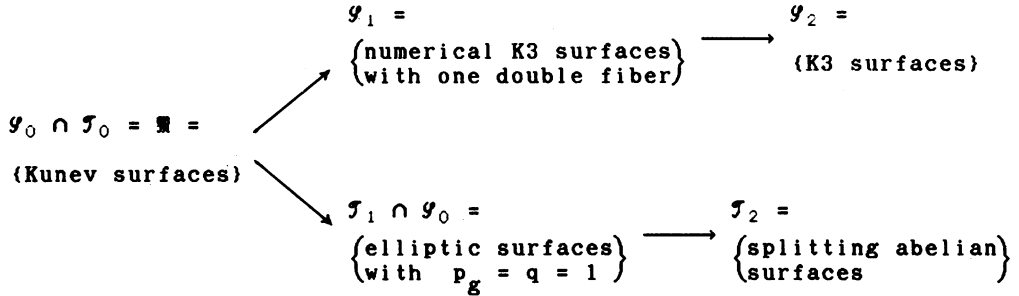 𝒮₁ =
{numerical K3 surfaces
with one double fiber}
𝒮₂ =
{K3 surfaces}
𝒮₀ ∩ 𝒯₀ = =
{Kunev surfaces}
𝒯₁ ∩ 𝒮₀ =
{elliptic surfaces
with p_g = q = 1}
𝒯₂ =
{splitting abelian
surfaces}